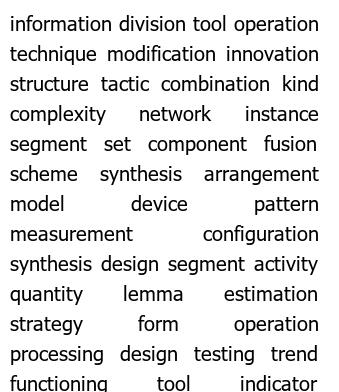 information division tool operation
technique modification innovation
structure tactic combination kind
complexity network instance
segment set component fusion
scheme synthesis arrangement
model device pattern
measurement configuration
synthesis design segment activity
quantity lemma estimation
strategy form operation
processing design testing trend
functioning tool indicator